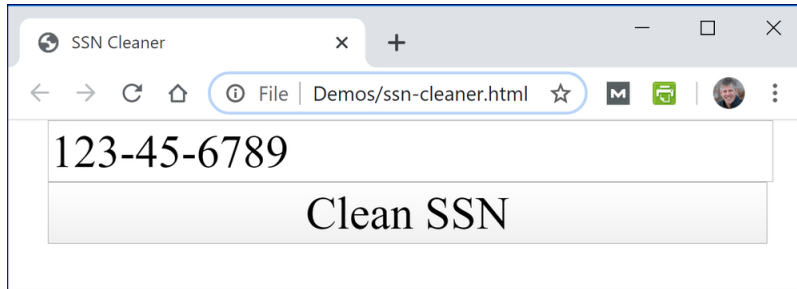 SSN Cleaner
File | Demos/ssn-cleaner.html
M
123-45-6789
Clean SSN